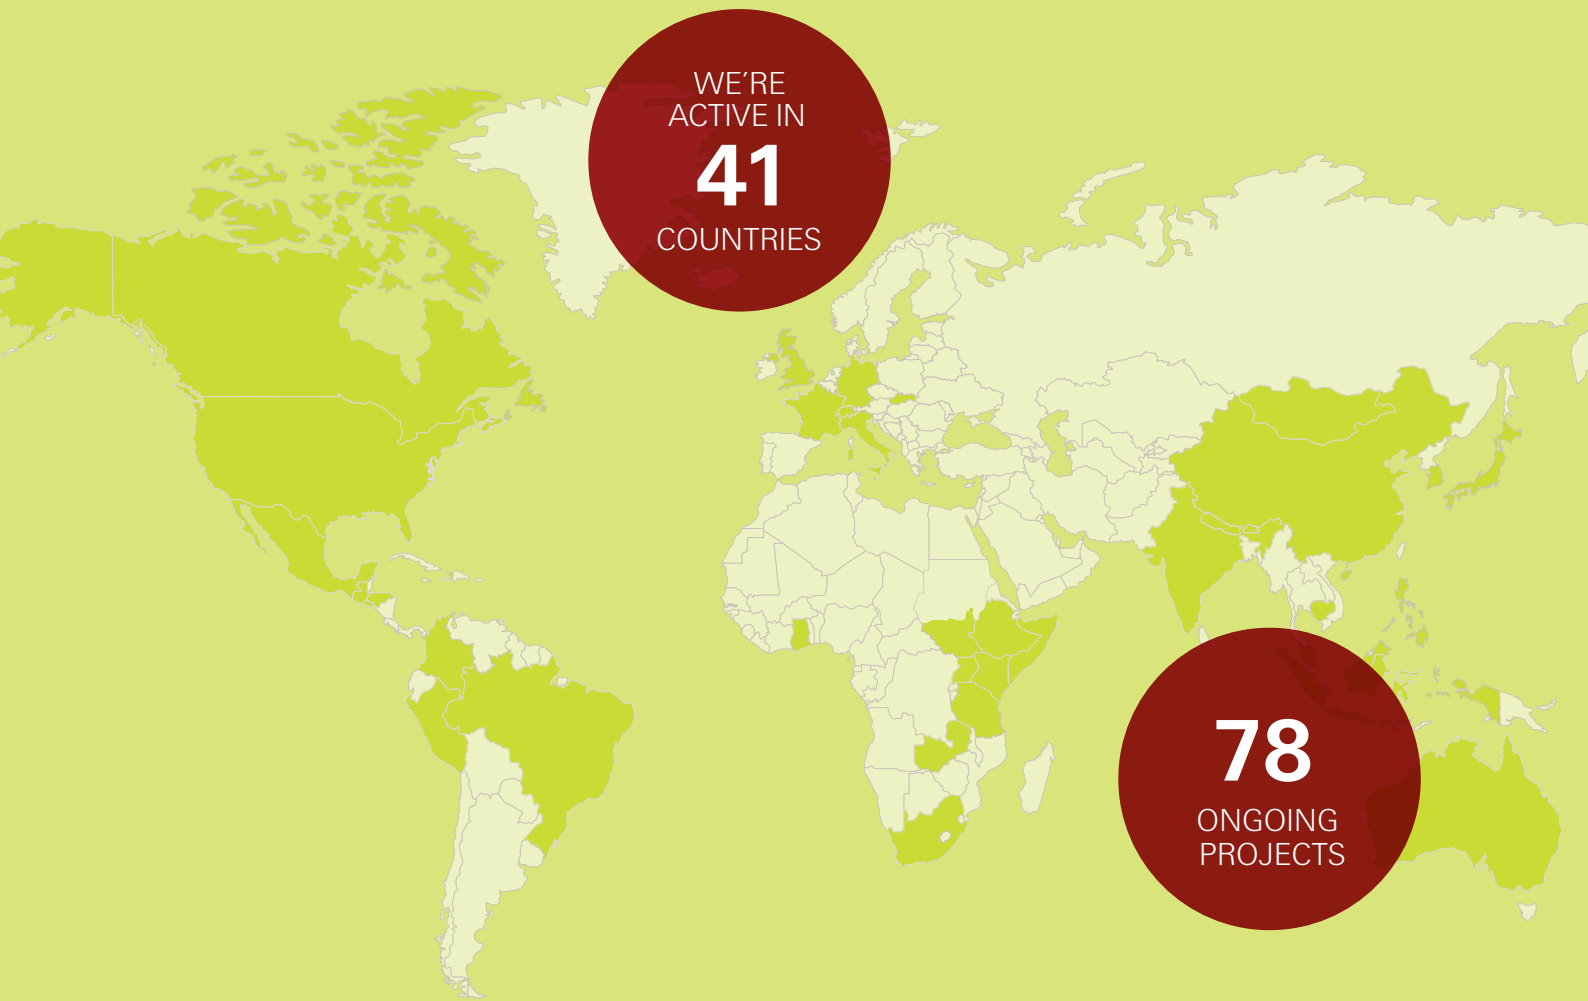 WE'RE
ACTIVE IN
41
COUNTRIES
78
ONGOING
PROJECTS